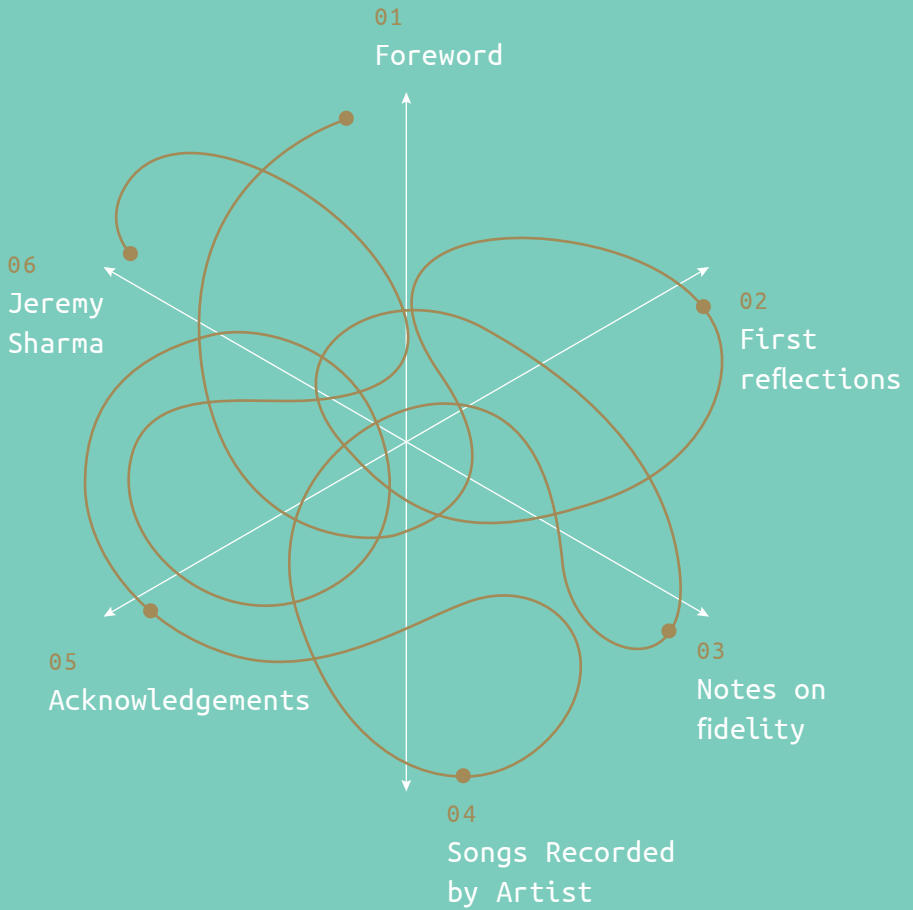 01
Foreword
02
First
reflections
03
Notes on
fidelity
04
Songs Recorded
by Artist
05
Acknowledgements
06
Jeremy
Sharma